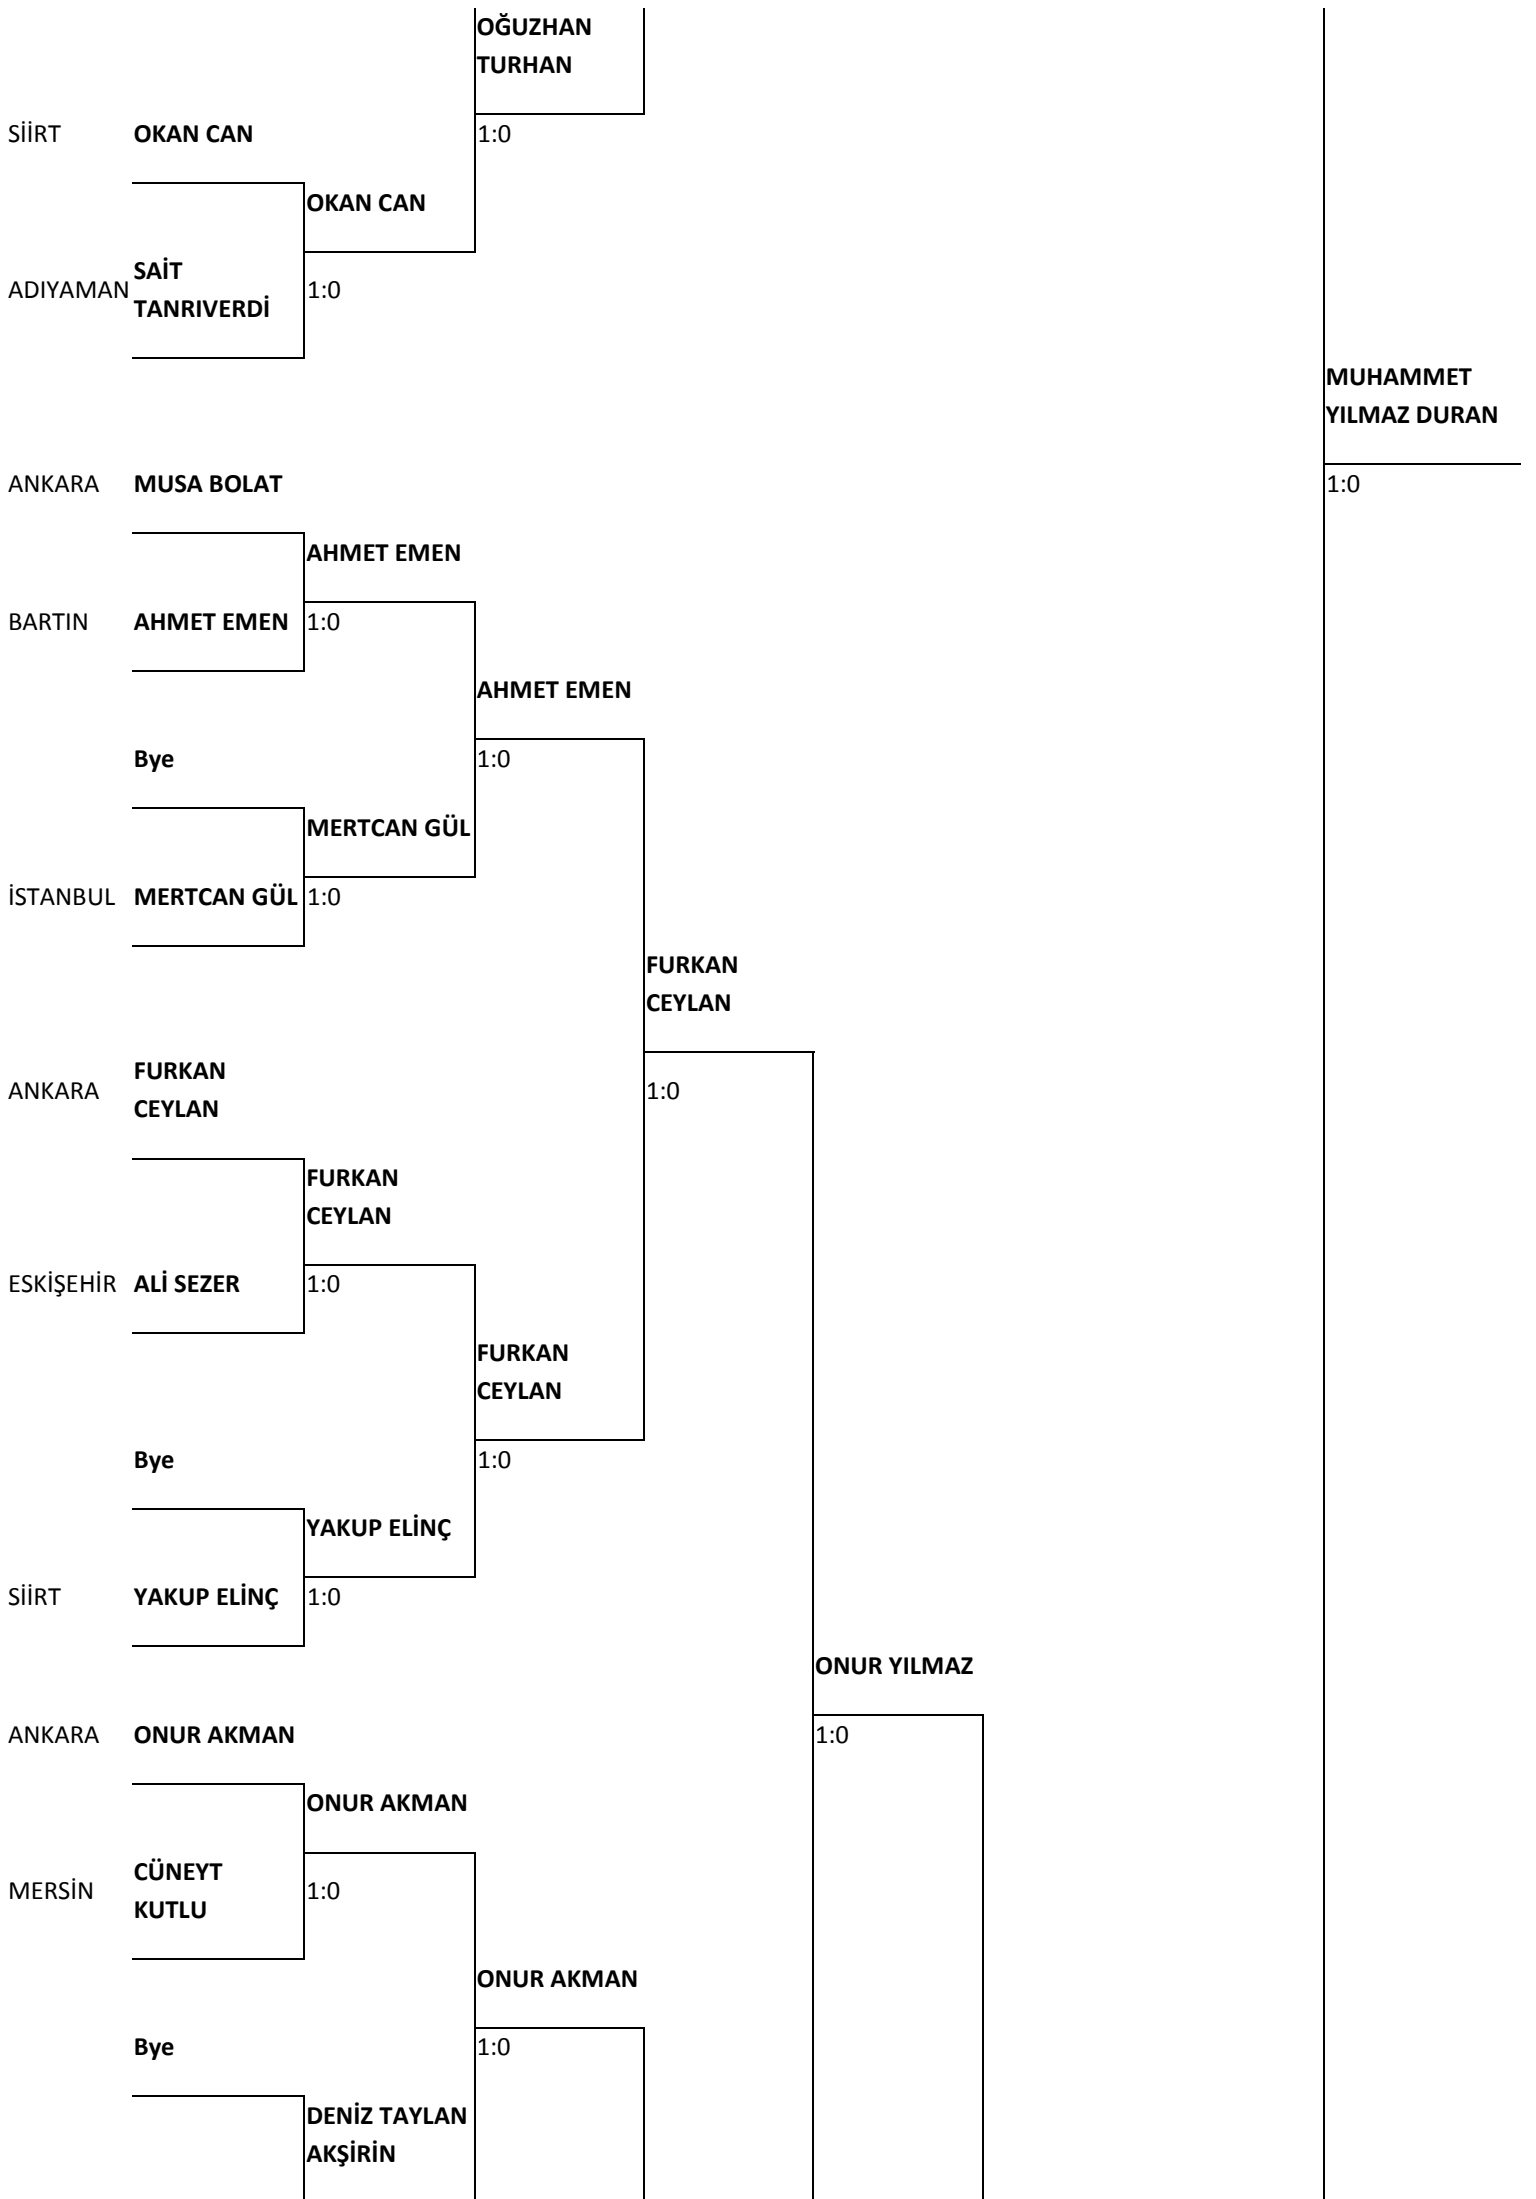 OĞUZHAN
TURHAN
SİİRT OKAN CAN 1:0
OKAN CAN
ADIYAMAN SAİT
TANRIVERDİ 1:0
MUHAMMET
YILMAZ DURAN
ANKARA MUSA BOLAT 1:0
AHMET EMEN
BARTIN AHMET EMEN 1:0
AHMET EMEN
Bye 1:0
MERTCAN GÜL
İSTANBUL MERTCAN GÜL 1:0
FURKAN
CEYLAN
ANKARA FURKAN
CEYLAN 1:0
FURKAN
CEYLAN
ESKİŞEHİR ALİ SEZER 1:0
FURKAN
CEYLAN
Bye 1:0
YAKUP ELİNÇ
SİİRT YAKUP ELİNÇ 1:0
ONUR YILMAZ
ANKARA ONUR AKMAN 1:0
ONUR AKMAN
MERSİN CÜNEYT
KUTLU 1:0
ONUR AKMAN
Bye 1:0
DENİZ TAYLAN
AKŞİRİN